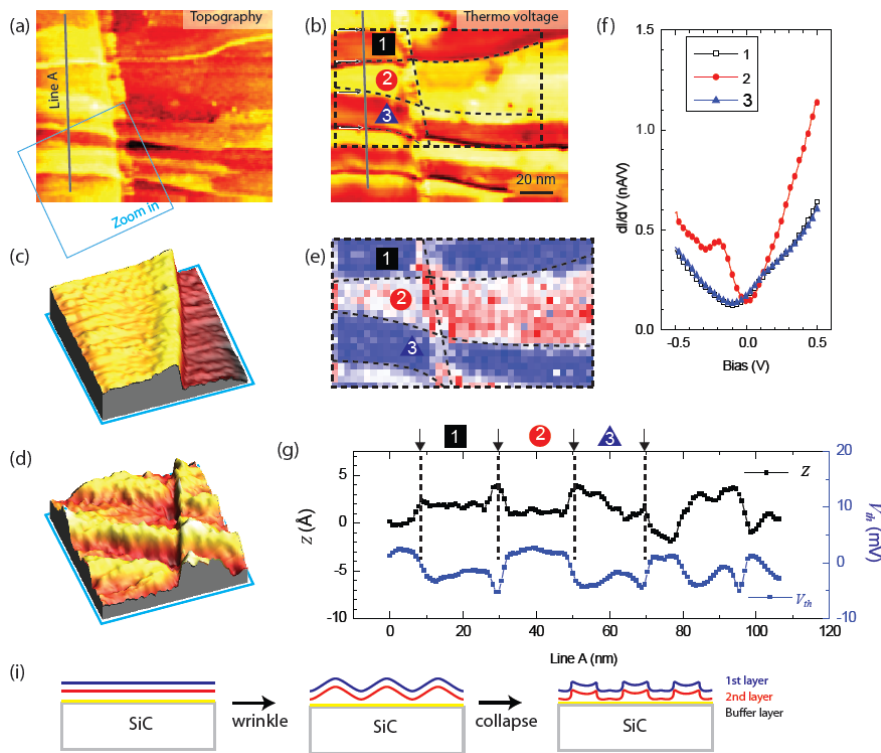 (a)
Topography
Line A
Zoom in
(b)
Thermo voltage
1
2
3
20 nm
(c)
(d)
(e)
1
2
3
(f)
1.5
1.0
0.5
0.0
dI/dV (nA/V)
1
2
3
-0.5
0.0
0.5
Bias (V)
(g)
1
2
3
5
0
-5
-10
Z (Å)
Z
Vth
20
10
0
-10
Vth (mV)
0
20
40
60
80
100
120
Line A (nm)
(i)
SiC
wrinkle
SiC
collapse
SiC
1st layer
2nd layer
Buffer layer